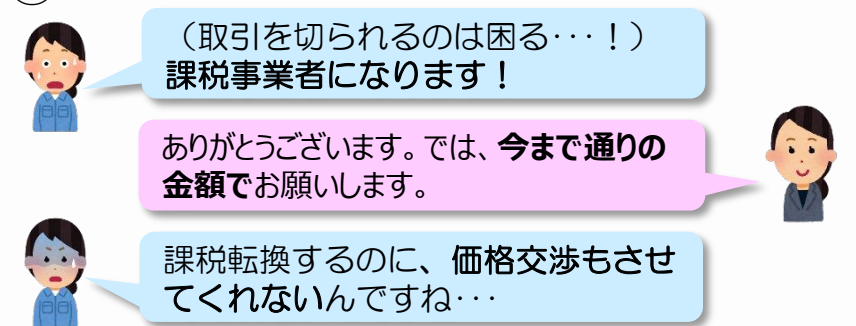 （取引を切られるのは困る･･･！）
課税事業者になります！
ありがとうございます。では、今まで通りの
金額でお願いします。
課税転換するのに、価格交渉もさせ
てくれないんですね･･･